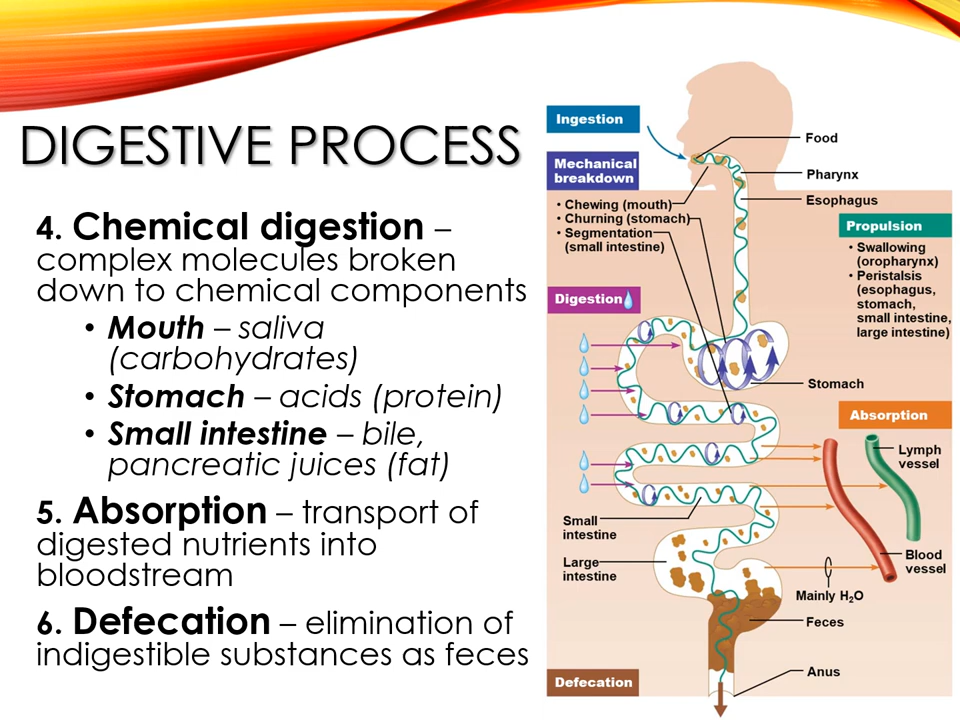 DIGESTIVE PROCESS
4. Chemical digestion –
complex molecules broken
down to chemical components
• Mouth – saliva
(carbohydrates)
• Stomach – acids (protein)
• Small intestine – bile,
pancreatic juices (fat)
5. Absorption – transport of
digested nutrients into
bloodstream
6. Defecation – elimination of
indigestible substances as feces
Ingestion
Food
Mechanical
breakdown
Pharynx
• Chewing (mouth)
• Churning (stomach)
• Segmentation
(small intestine)
Esophagus
Propulsion
• Swallowing
(oropharynx)
• Peristalsis
(esophagus,
stomach,
small intestine,
large intestine)
Digestion
Stomach
Absorption
Lymph
vessel
Small
intestine
Large
intestine
Blood
vessel
Mainly H₂O
Feces
Anus
Defecation